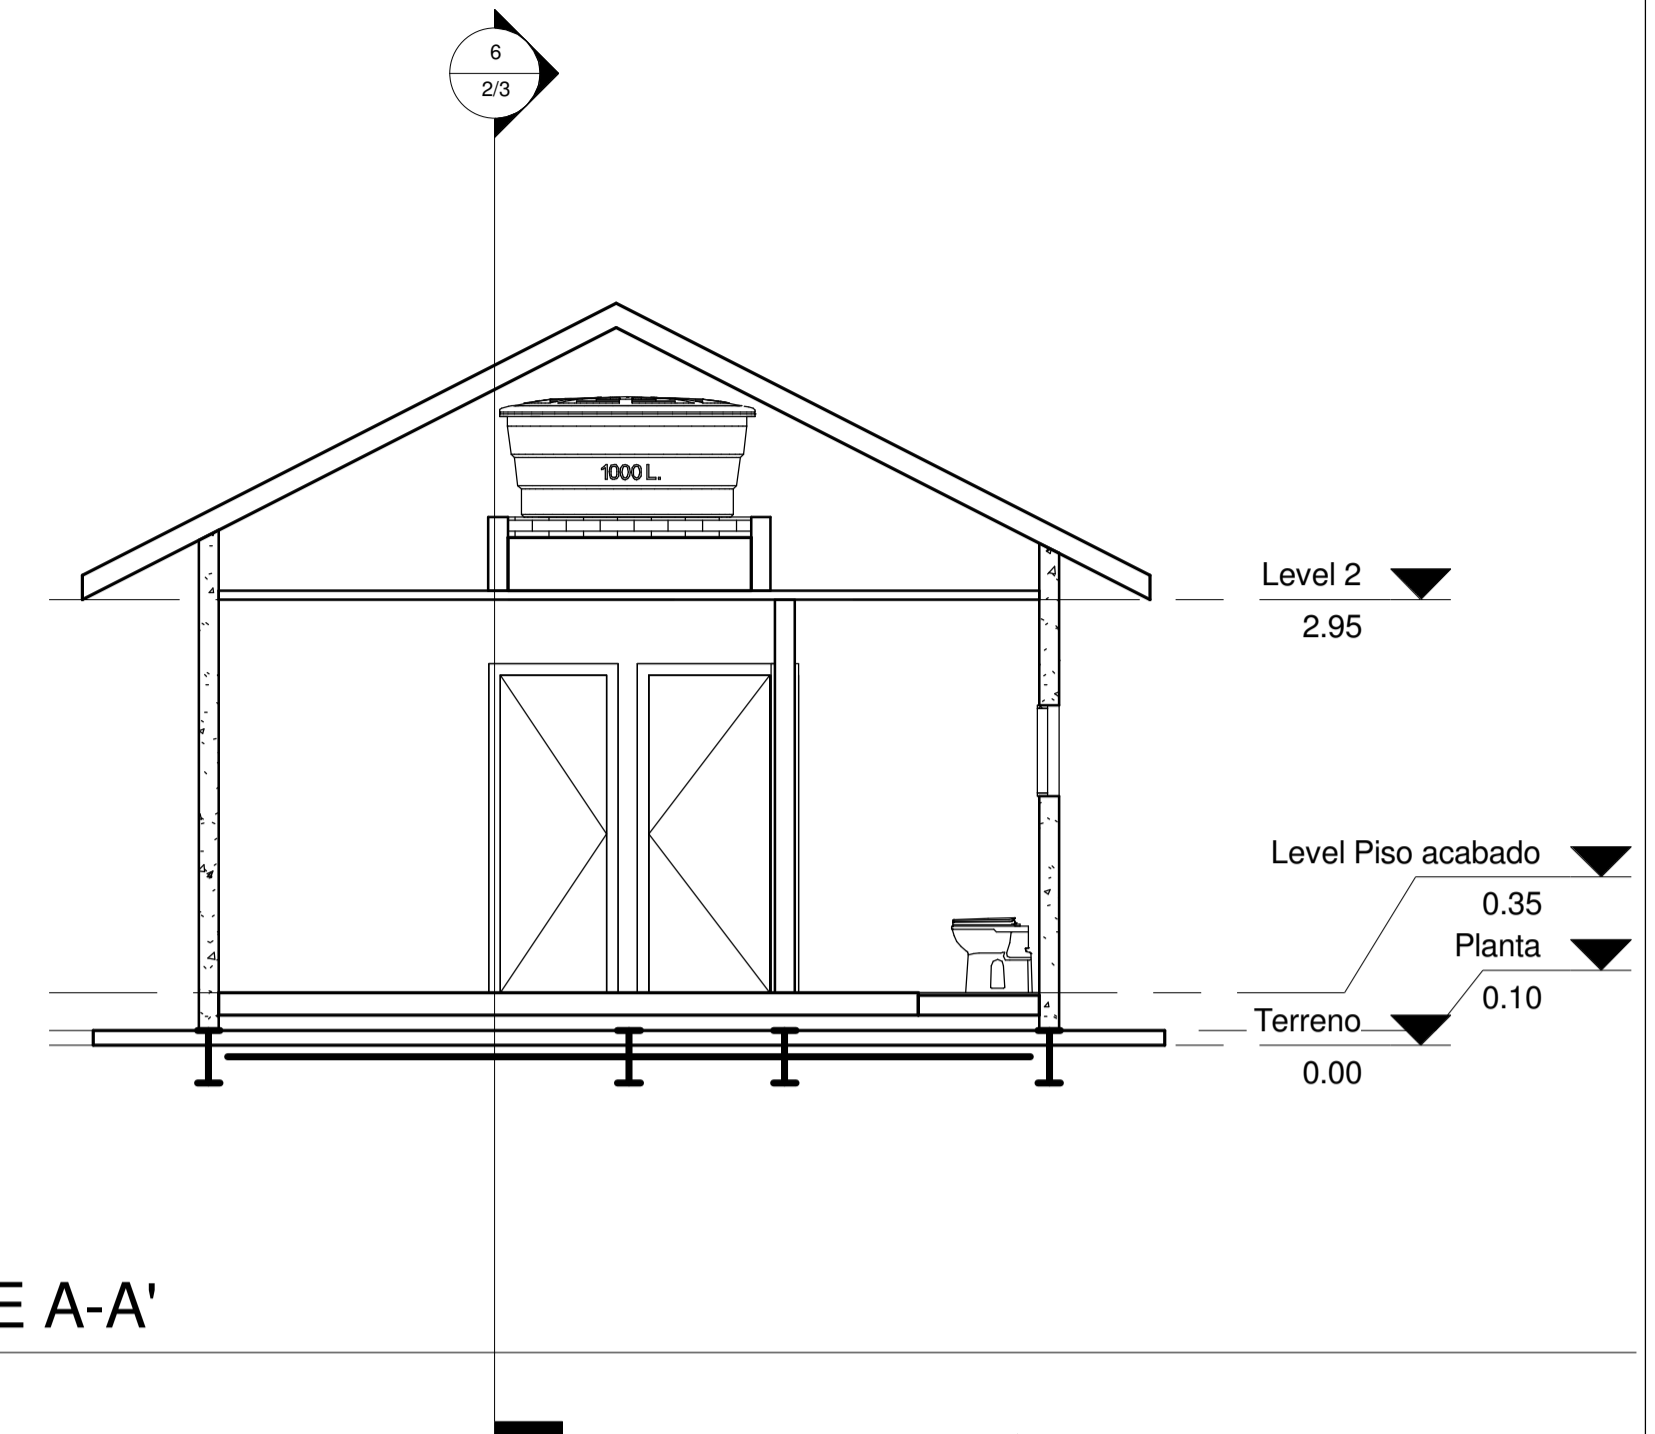 6
2/3
1000 L.
Level 2
2.95
Level Piso acabado
0.35
Planta
0.10
Terreno
0.00
E A-A'